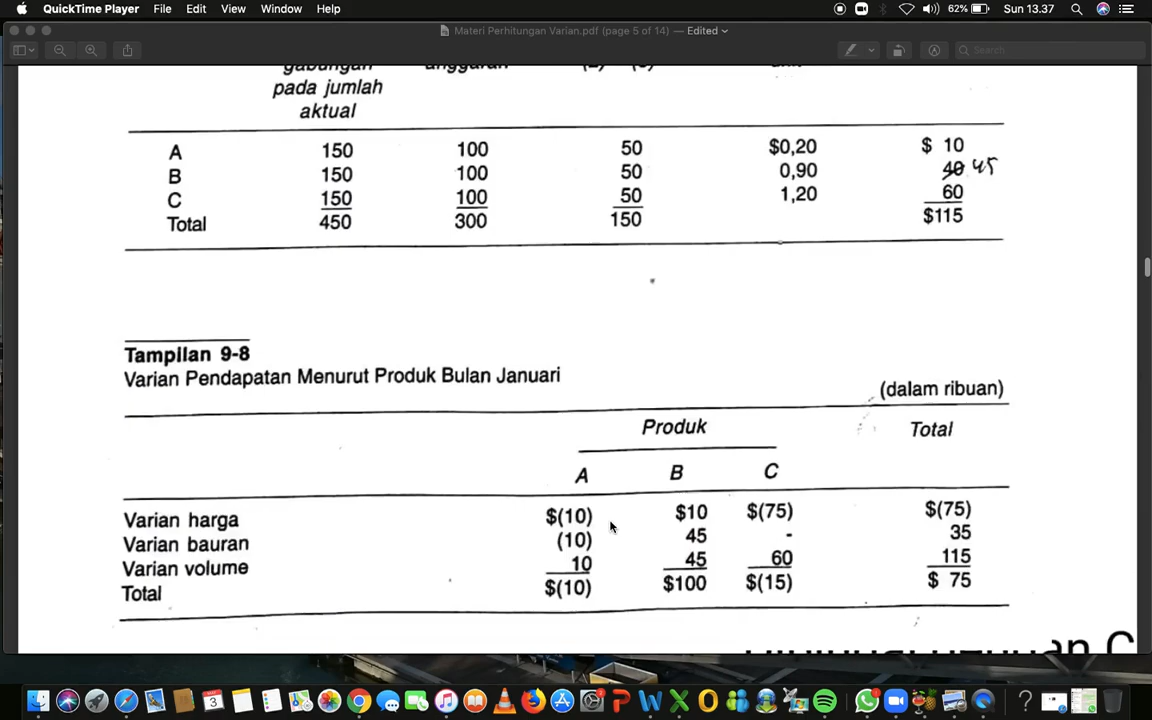 QuickTime Player File Edit View Window Help 62% Sun 13.37
Materi Perhitungan Varian.pdf (page 5 of 14) — Edited
Search
gabungan anggaran
pada jumlah
aktual
A 150 100 50 $0,20 $ 10
B 150 100 50 0,90 40 45
C 150 100 50 1,20 60
Total 450 300 150 $115
Tampilan 9-8
Varian Pendapatan Menurut Produk Bulan Januari
(dalam ribuan)
Produk Total
A B C
Varian harga $(10) $10 $(75) $(75)
Varian bauran (10) 45 - 35
Varian volume 10 45 60 115
Total $(10) $100 $(15) $ 75